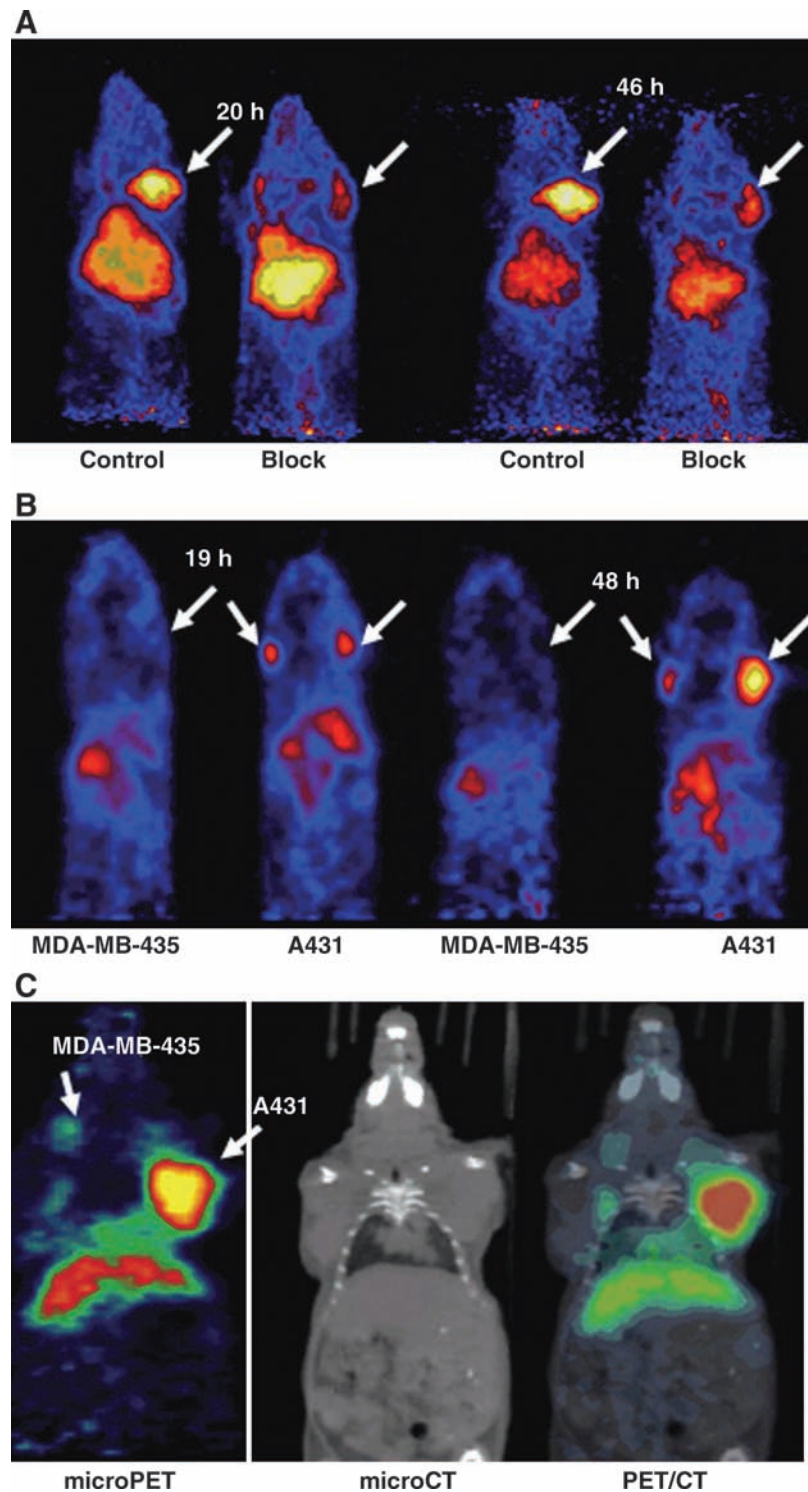 A
20 h
46 h
Control
Block
Control
Block
B
19 h
48 h
MDA-MB-435
A431
MDA-MB-435
A431
C
MDA-MB-435
A431
microPET
microCT
PET/CT